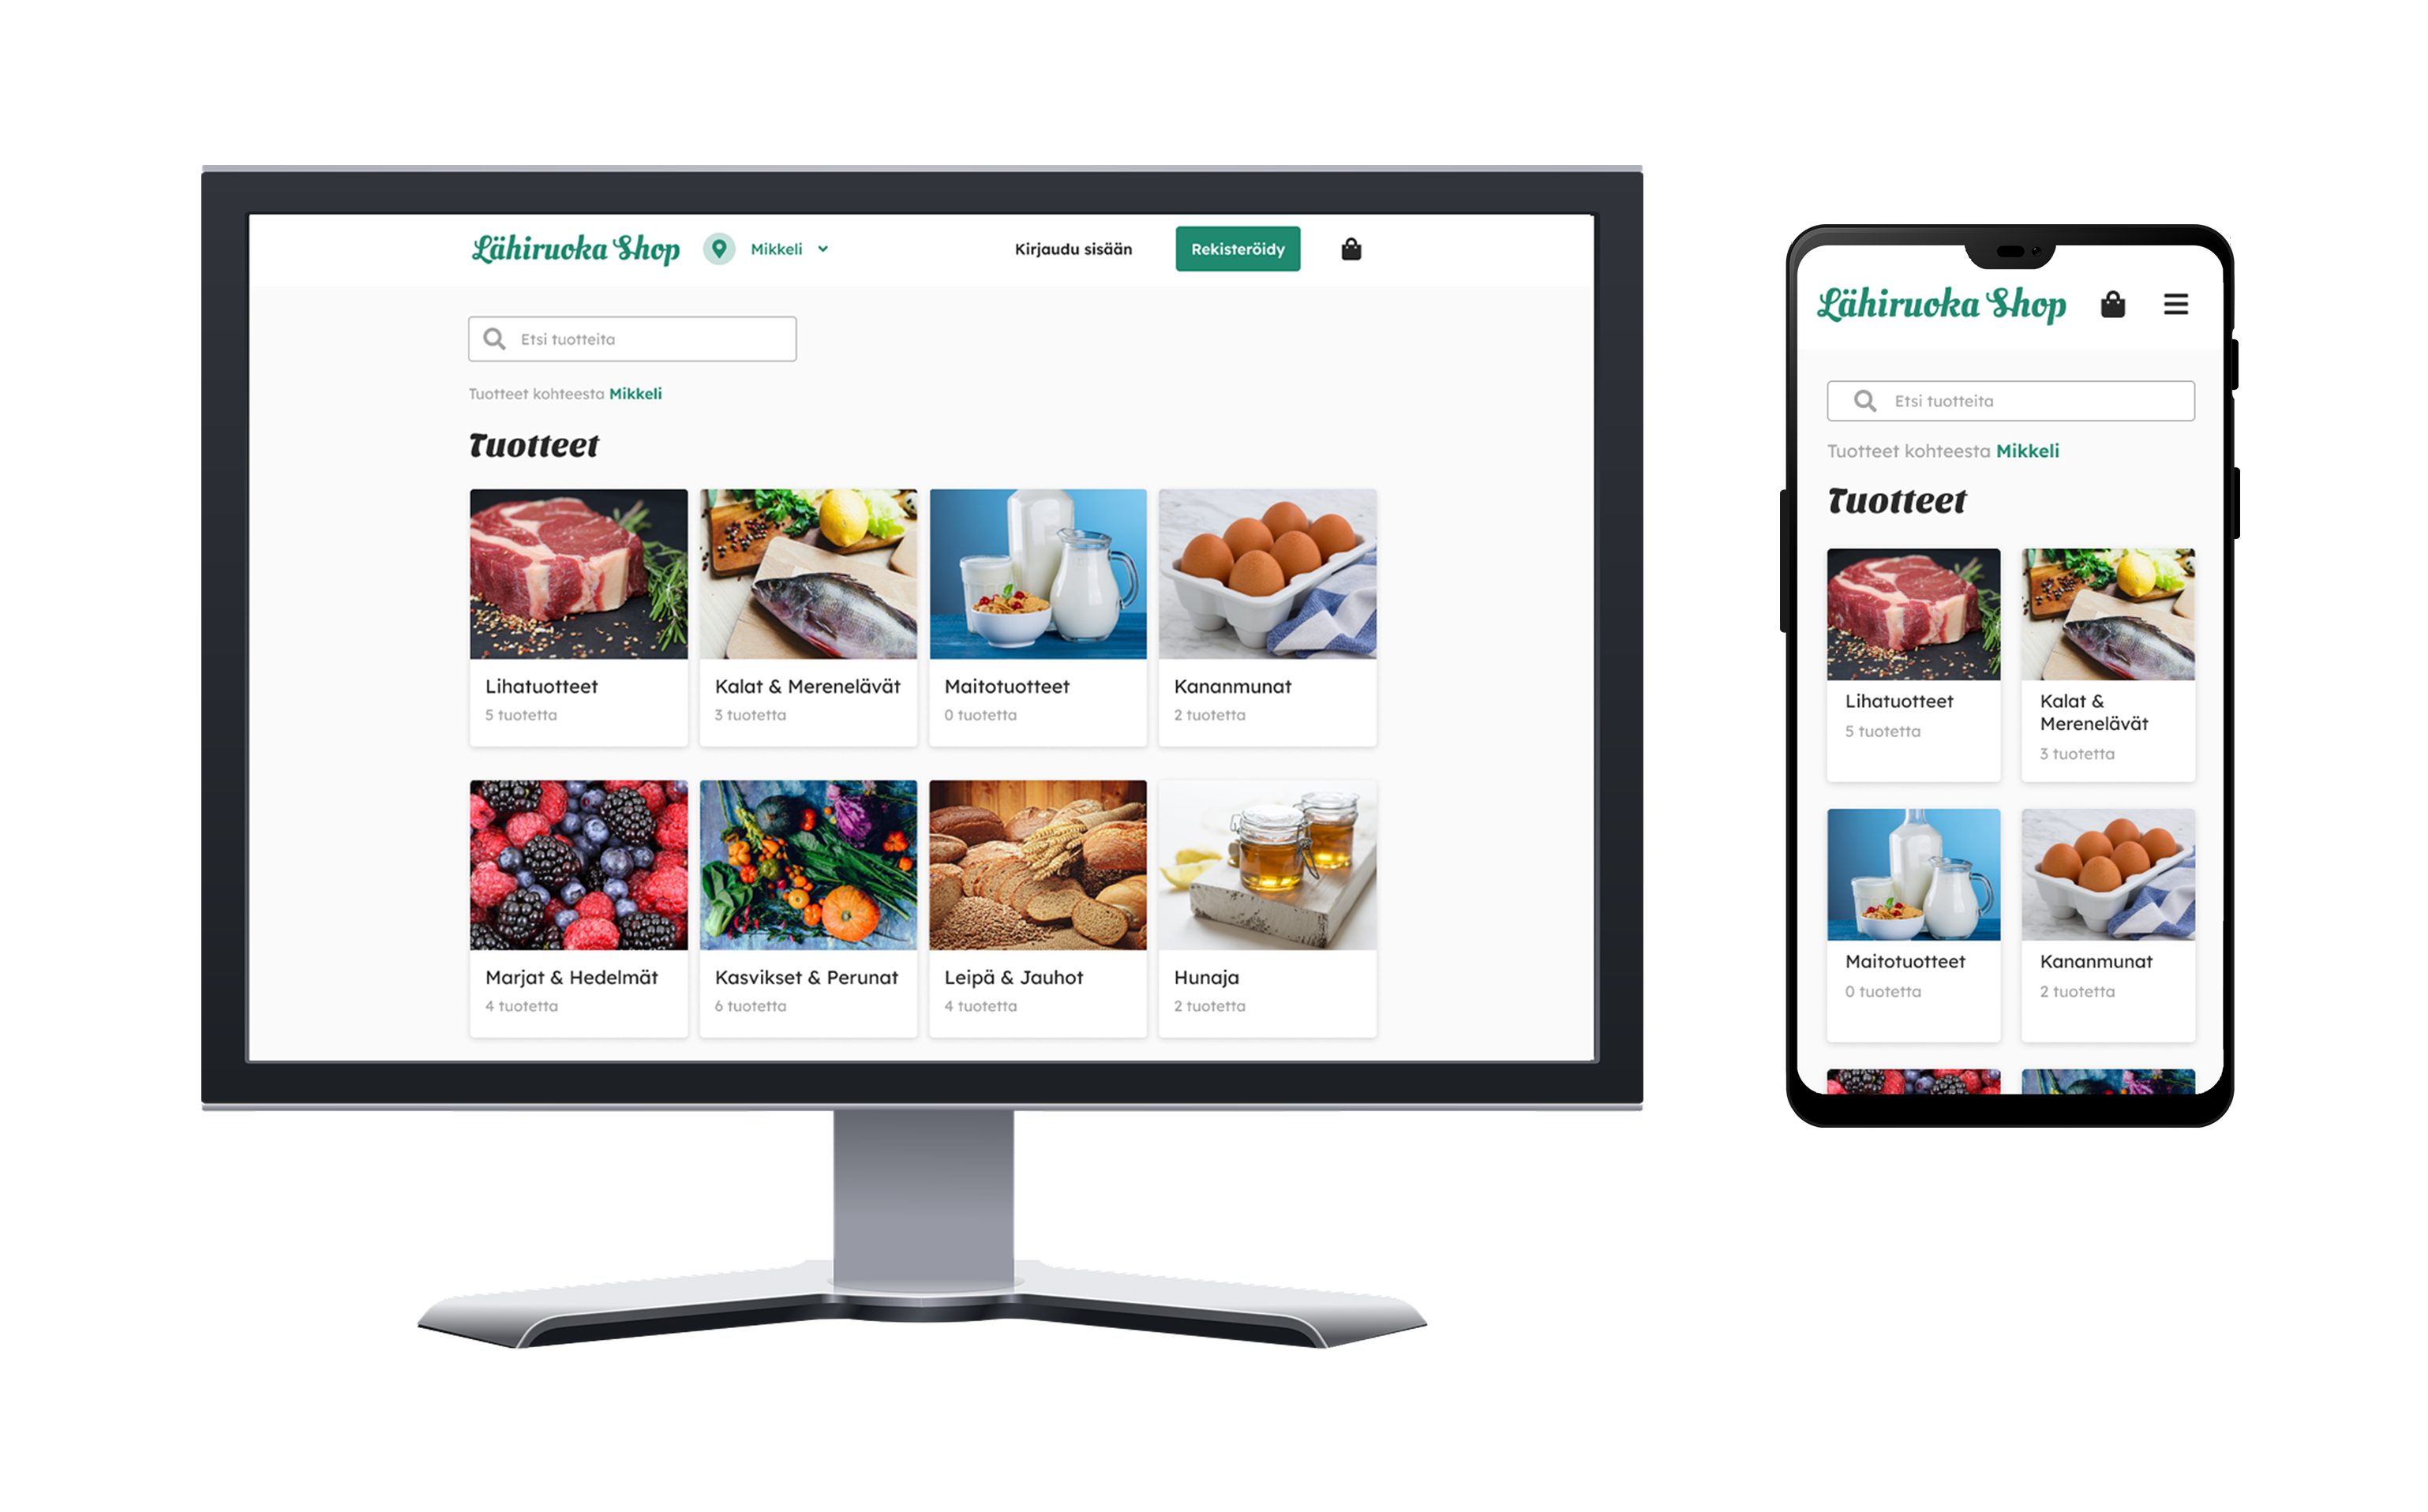 Lähiruoka Shop Mikkeli Kirjaudu sisään Rekisteröidy
Etsi tuotteita
Tuotteet kohteesta Mikkeli
Tuotteet
Lihatuotteet Kalat & Merenelävät Maitotuotteet Kananmunat
5 tuotetta 3 tuotetta 0 tuotetta 2 tuotetta
Marjat & Hedelmät Kasvikset & Perunat Leipä & Jauhot Hunaja
4 tuotetta 6 tuotetta 4 tuotetta 2 tuotetta
Lähiruoka Shop
Etsi tuotteita
Tuotteet kohteesta Mikkeli
Tuotteet
Lihatuotteet
5 tuotetta
Kalat &
Merenelävät
3 tuotetta
Maitotuotteet Kananmunat
0 tuotetta 2 tuotetta